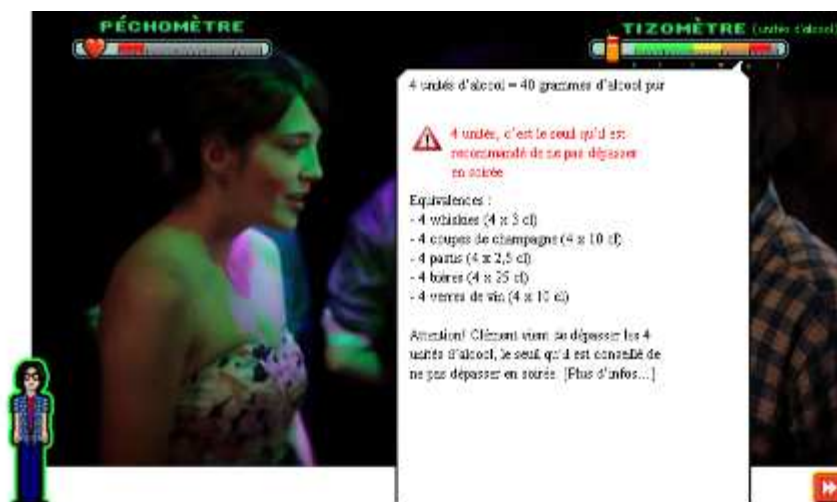 PÉCHOMÈTRE
TIZOMÈTRE (unités d'alcool)
4 unités d'alcool = 40 grammes d'alcool pur
4 unités, c'est le seuil qu'il est
recommandé de ne pas dépasser
en soirée
Equivalences :
- 4 whiskies (4 x 3 cl)
- 4 coupes de champagne (4 x 10 cl)
- 4 pastis (4 x 2,5 cl)
- 4 bières (4 x 25 cl)
- 4 verres de vin (4 x 10 cl)
Attention! Clément vient de dépasser les 4
unités d'alcool, le seuil qu'il est conseillé de
ne pas dépasser en soirée. [Plus d'infos...]